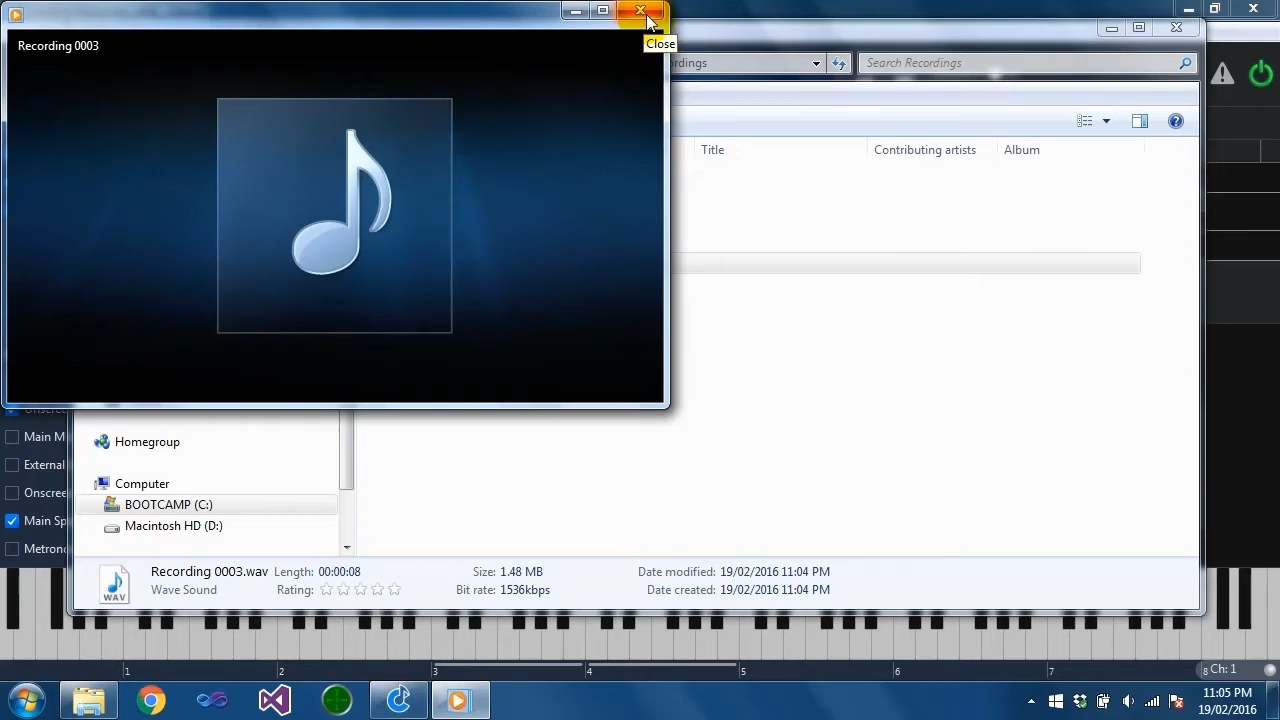 Recording 0003
Close
rdings
Search Recordings
Title
Contributing artists
Album
Main M
External
Onscree
Main Sp
Metron
Homegroup
Computer
BOOTCAMP (C:)
Macintosh HD (D:)
WAV
Recording 0003.wav
Wave Sound
Length: 00:00:08
Rating:
Size: 1.48 MB
Bit rate: 1536kbps
Date modified: 19/02/2016 11:04 PM
Date created: 19/02/2016 11:04 PM
1
2
3
4
5
6
7
8
Ch: 1
11:05 PM
19/02/2016